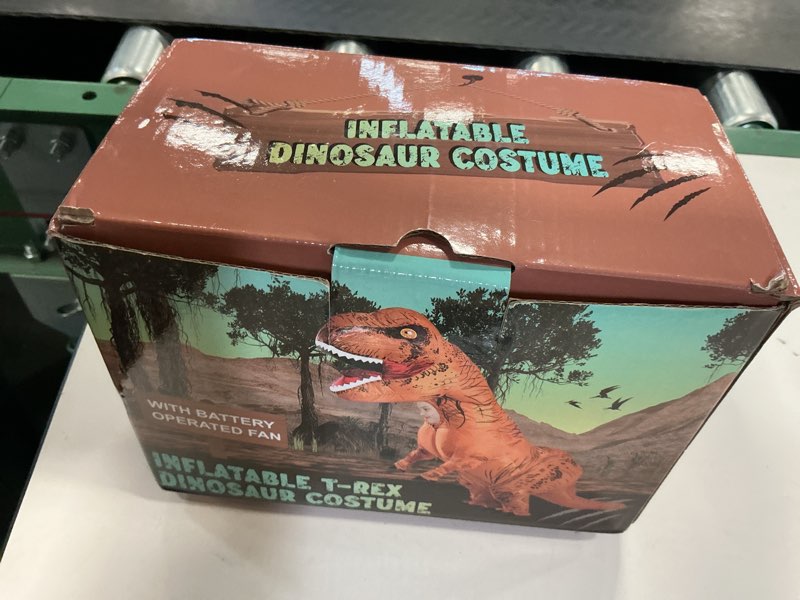 INFLATABLE
DINOSAUR COSTUME
WITH BATTERY
OPERATED FAN
INFLATABLE T-REX
DINOSAUR COSTUME